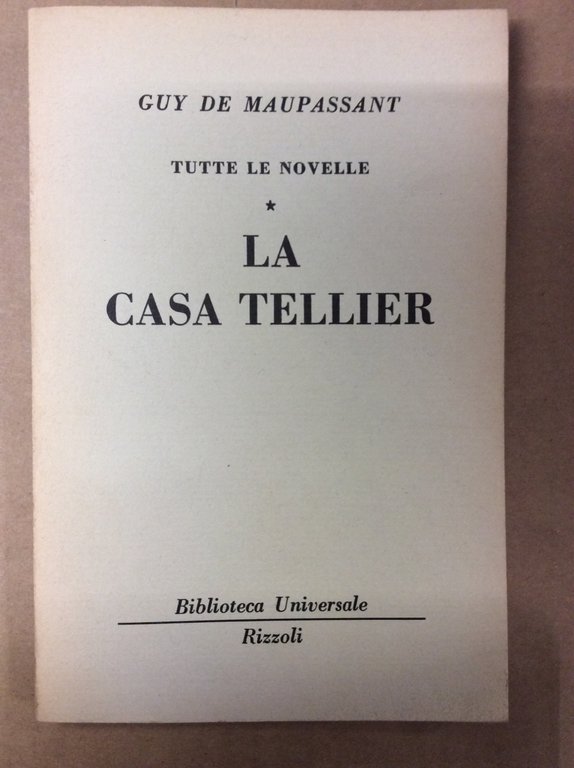 GUY DE MAUPASSANT
TUTTE LE NOVELLE
★
LA
CASA TELLIER
Biblioteca Universale
Rizzoli